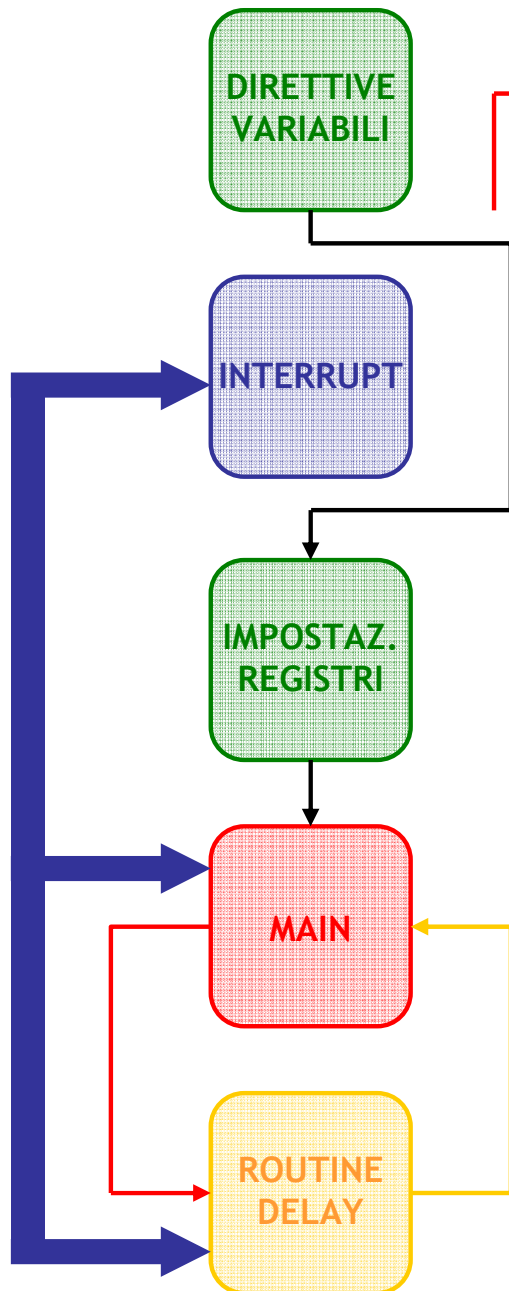 DIRETTIVE
VARIABILI
INTERRUPT
IMPOSTAZ.
REGISTRI
MAIN
ROUTINE
DELAY